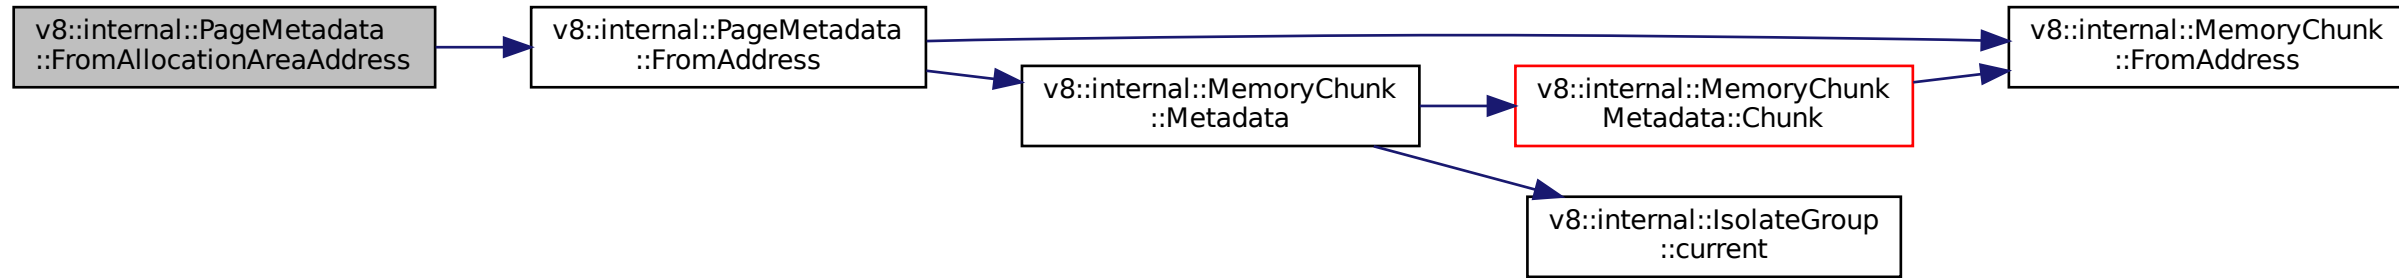 v8::internal::PageMetadata
::FromAllocationAreaAddress
v8::internal::PageMetadata
::FromAddress
v8::internal::MemoryChunk
::FromAddress
v8::internal::MemoryChunk
::Metadata
v8::internal::MemoryChunk
Metadata::Chunk
v8::internal::IsolateGroup
::current